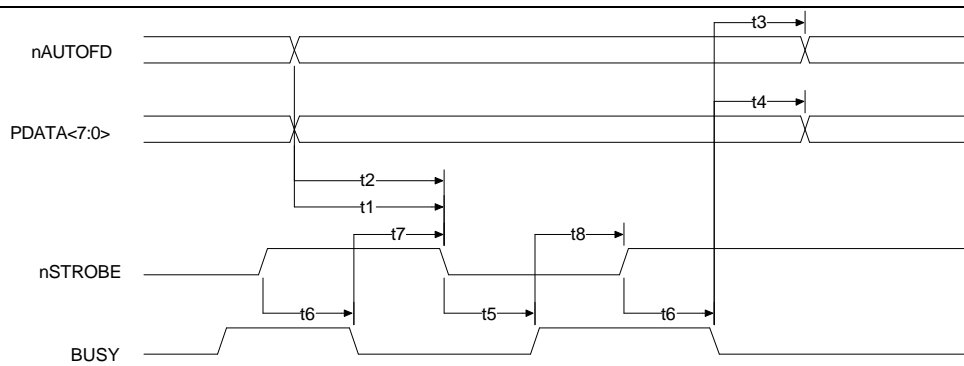 t3
nAUTOFD
t4
PDATA<7:0>
t2
t1
t7
t8
nSTROBE
t6
t5
t6
BUSY